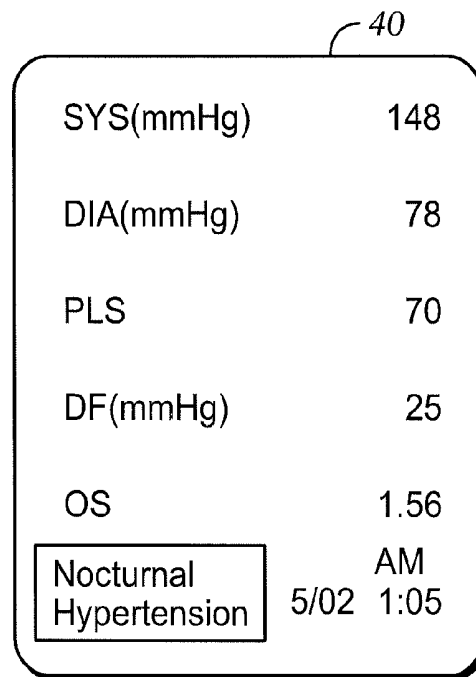 40
SYS(mmHg) 148
DIA(mmHg) 78
PLS 70
DF(mmHg) 25
OS 1.56
Nocturnal AM
Hypertension 5/02 1:05